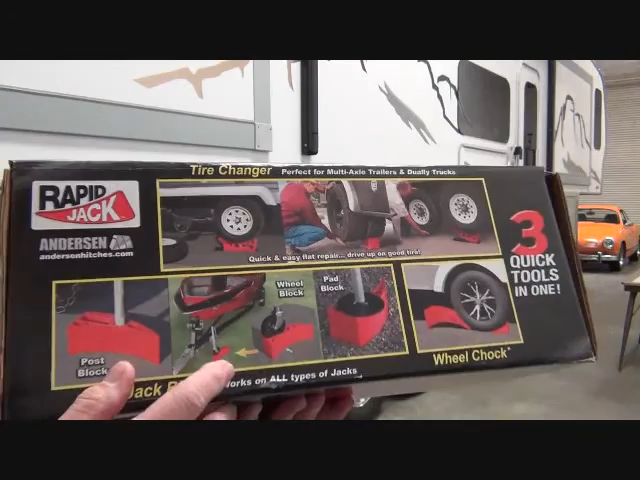 Tire Changer Perfect for Multi-Axle Trailers & Dually Trucks
RAPID
JACK
ANDERSEN
andersenhitches.com
Quick & easy flat repair... drive up on good tire!
3
QUICK
TOOLS
IN ONE!
Post
Block
Wheel
Block
Pad
Block
Wheel Chock*
Jack
works on ALL types of Jacks